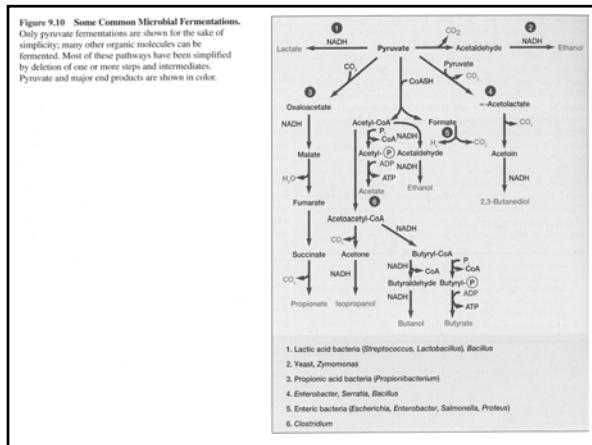 Figure 9.10 Some Common Microbial Fermentations.
Only pyruvate fermentations are shown for the sake of
simplicity; many other organic molecules can be
fermented. Most of these pathways have been simplified
by deletion of one or more steps and intermediates.
Pyruvate and major end products are shown in color.
1
2
CO2
NADH
NADH
Lactate
Pyruvate
Acetaldehyde
Ethanol
CO2
Pyruvate
CO2
3
CoASH
4
Oxaloacetate
∝-Acetolactate
NADH
Acetyl-CoA
Formate
CO2
Pi
CoA
NADH
5
H2
CO2
Malate
Acetyl-P
Acetaldehyde
Acetoin
H2O
ADP
NADH
ATP
NADH
Acetate
Ethanol
Fumarate
6
2,3-Butanediol
Acetoacetyl-CoA
NADH
CO2
Succinate
Acetone
Butyryl-CoA
CO2
NADH
NADH
CoA
Pi
CoA
Butyraldehyde
Butyryl-P
NADH
ADP
ATP
Propionate
Isopropanol
Butanol
Butyrate
1. Lactic acid bacteria (Streptococcus, Lactobacillus), Bacillus
2. Yeast, Zymomonas
3. Propionic acid bacteria (Propionibacterium)
4. Enterobacter, Serratia, Bacillus
5. Enteric bacteria (Escherichia, Enterobacter, Salmonella, Proteus)
6. Clostridium